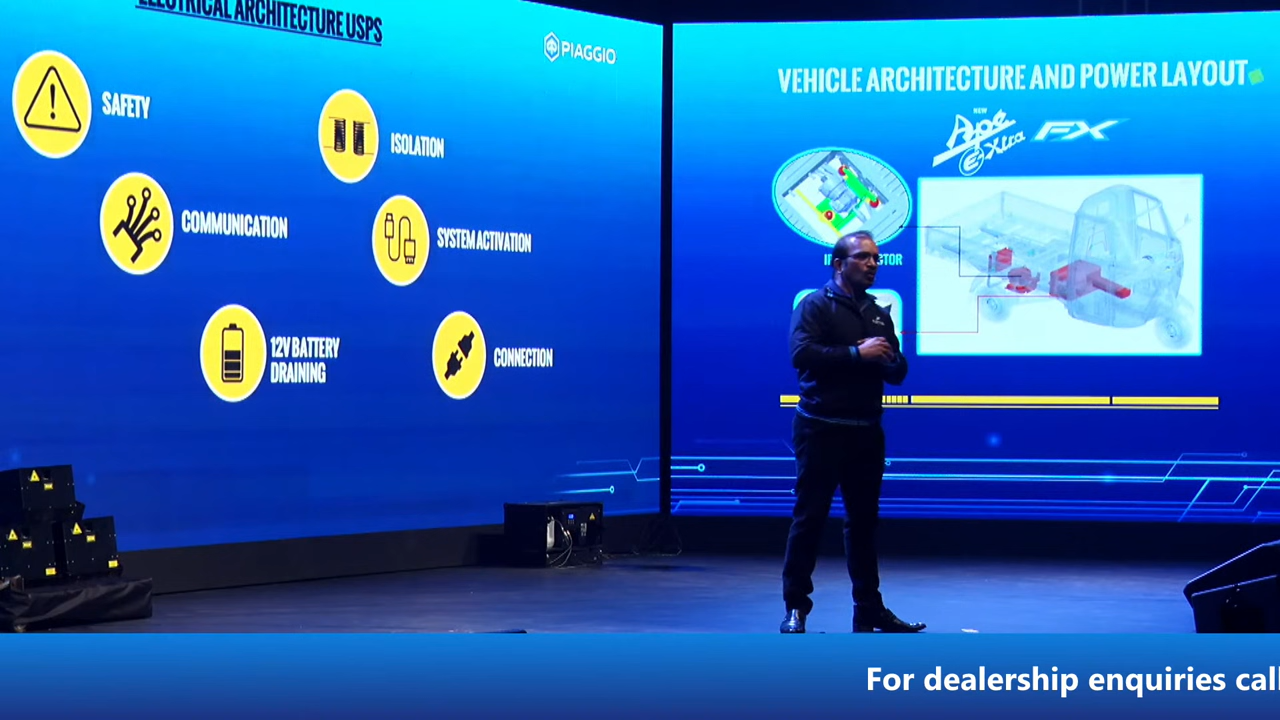 ELECTRICAL ARCHITECTURE USPS
PIAGGIO
SAFETY
ISOLATION
COMMUNICATION
SYSTEM ACTIVATION
12V BATTERY
DRAINING
CONNECTION
VEHICLE ARCHITECTURE AND POWER LAYOUT
NEW
Ape
E-Xtra FX
For dealership enquiries call